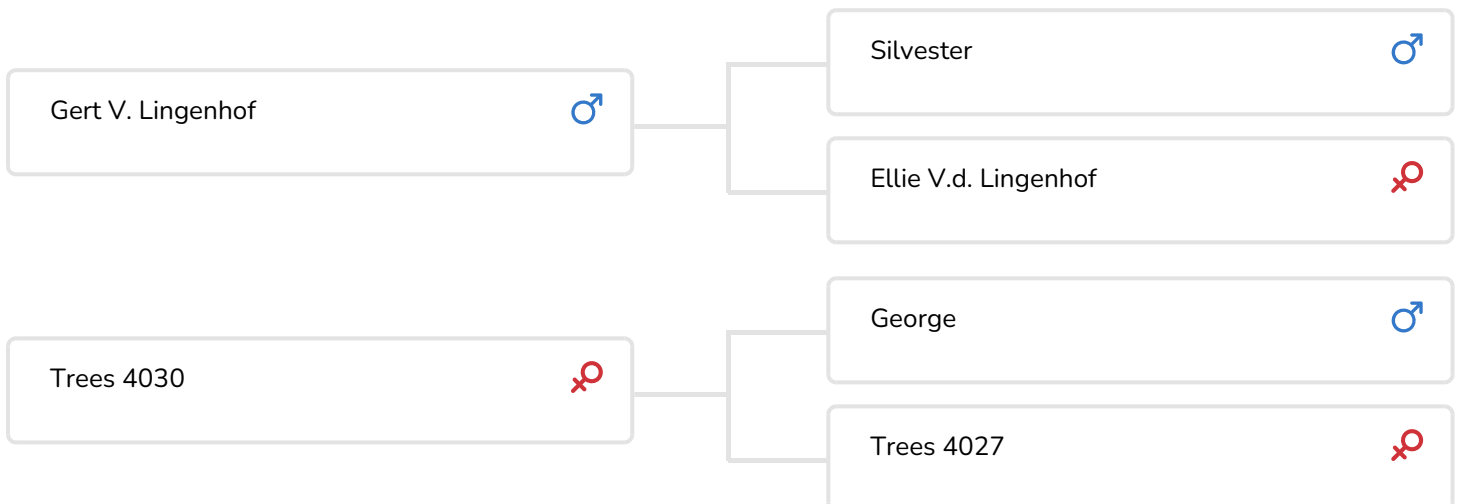 Gert V. Lingenhof
Silvester
Ellie V.d. Lingenhof
Trees 4030
George
Trees 4027